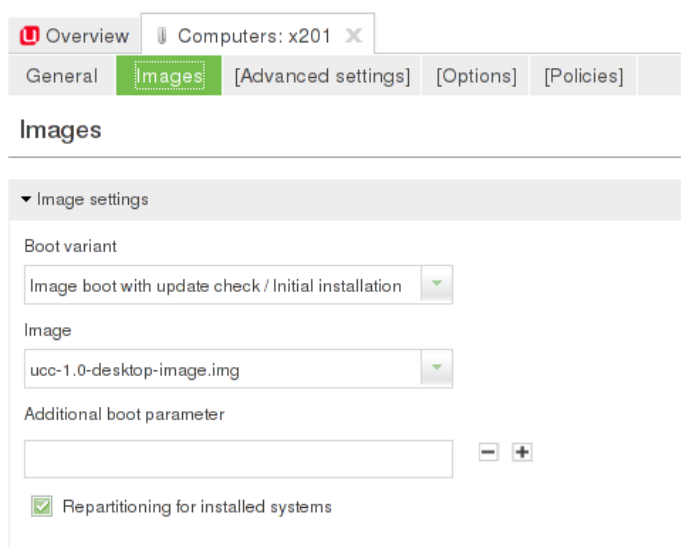 Overview Computers: x201
General Images [Advanced settings] [Options] [Policies]
Images
Image settings
Boot variant
Image boot with update check / Initial installation
Image
ucc-1.0-desktop-image.img
Additional boot parameter
Repartitioning for installed systems